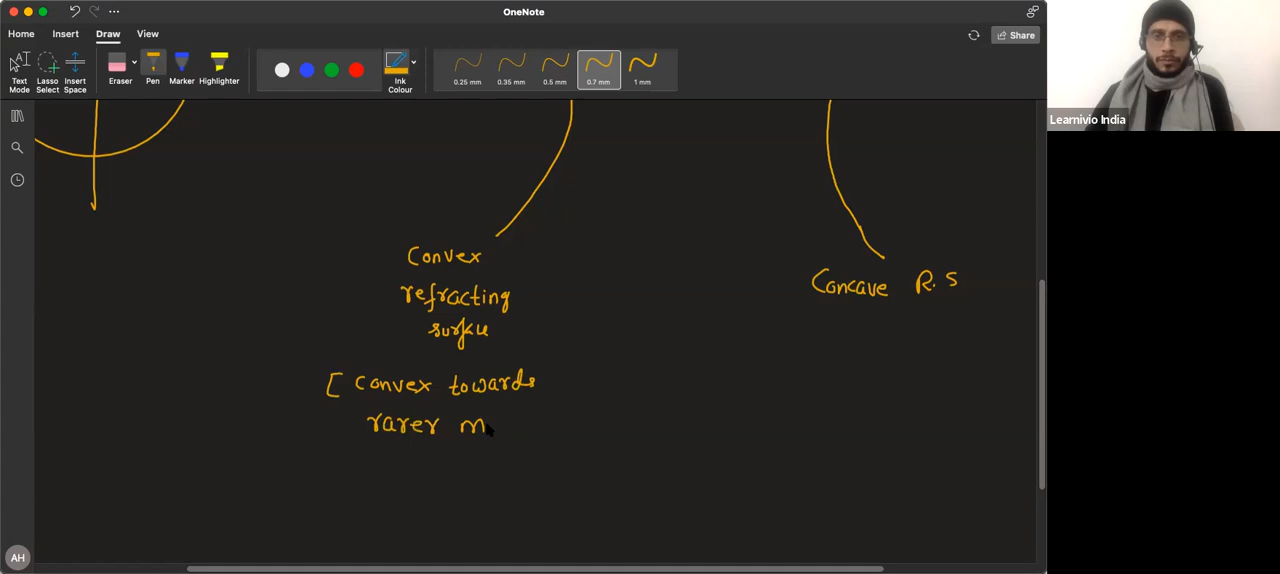 OneNote
Home Insert Draw Convex View
Share
Text Mode
Lasso Select
Insert Space
Eraser
Pen
Marker
Highlighter
Ink Colour
0.25 mm
0.35 mm
0.5 mm
0.7 mm
1 mm
Learnivio India
Convex
refracting
[ Convex towards
rarer m
Concave R.S
AH